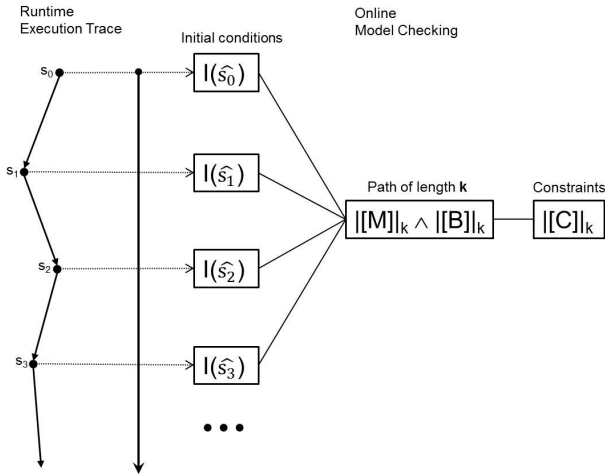 Runtime
Execution Trace
Online
Model Checking
Initial conditions
s₀
I(ŝ₀)
s₁
I(ŝ₁)
Path of length k
Constraints
|[M]|ₖ ∧ |[B]|ₖ
|[C]|ₖ
s₂
I(ŝ₂)
s₃
I(ŝ₃)
•••